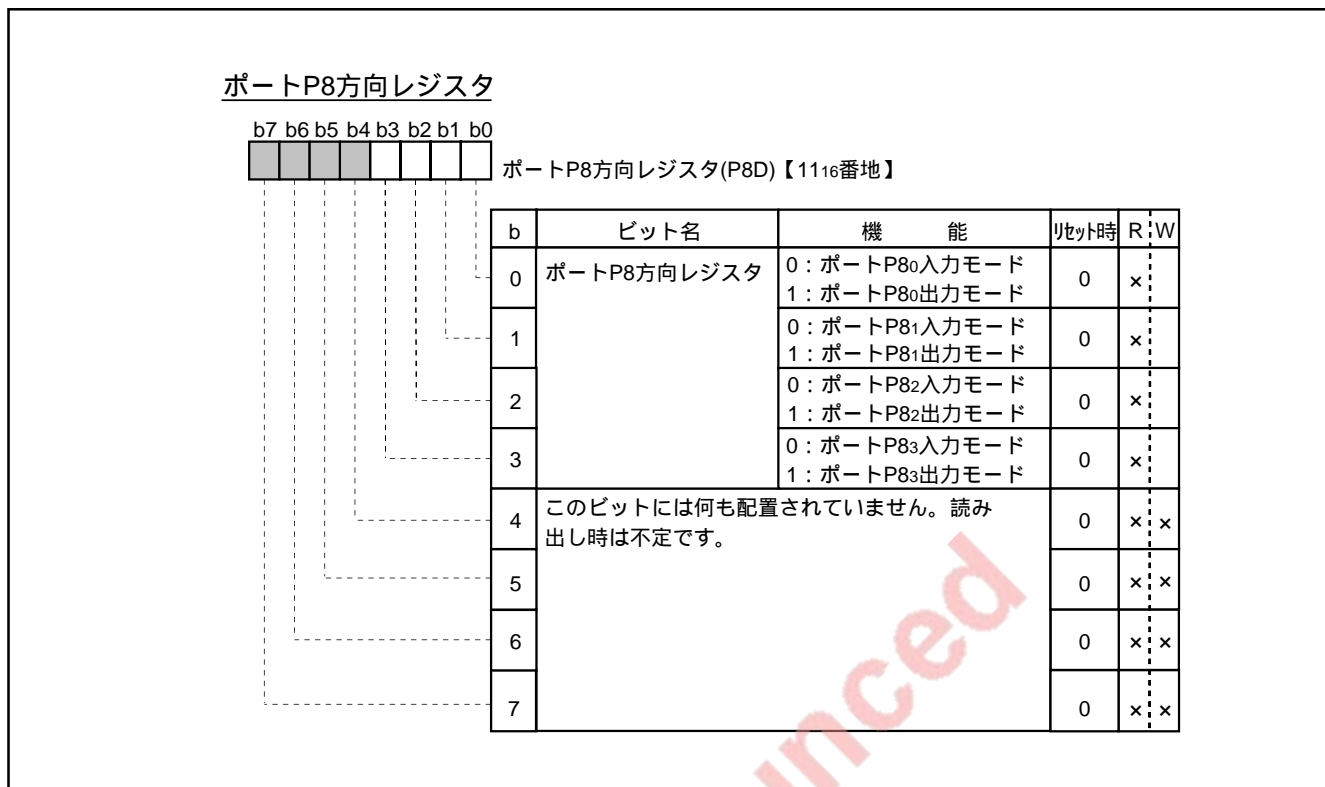 ポートP8方向レジスタ
b7 b6 b5 b4 b3 b2 b1 b0
ポートP8方向レジスタ(P8D)【1116番地】
b ビット名 機 能 リセット時 R W
0 ポートP8方向レジスタ 0：ポートP80入力モード
1：ポートP80出力モード 0 ×
1 0：ポートP81入力モード
1：ポートP81出力モード 0 ×
2 0：ポートP82入力モード
1：ポートP82出力モード 0 ×
3 0：ポートP83入力モード
1：ポートP83出力モード 0 ×
4 このビットには何も配置されていません。読み
出し時は不定です。 0 × ×
5 0 × ×
6 0 × ×
7 0 × ×